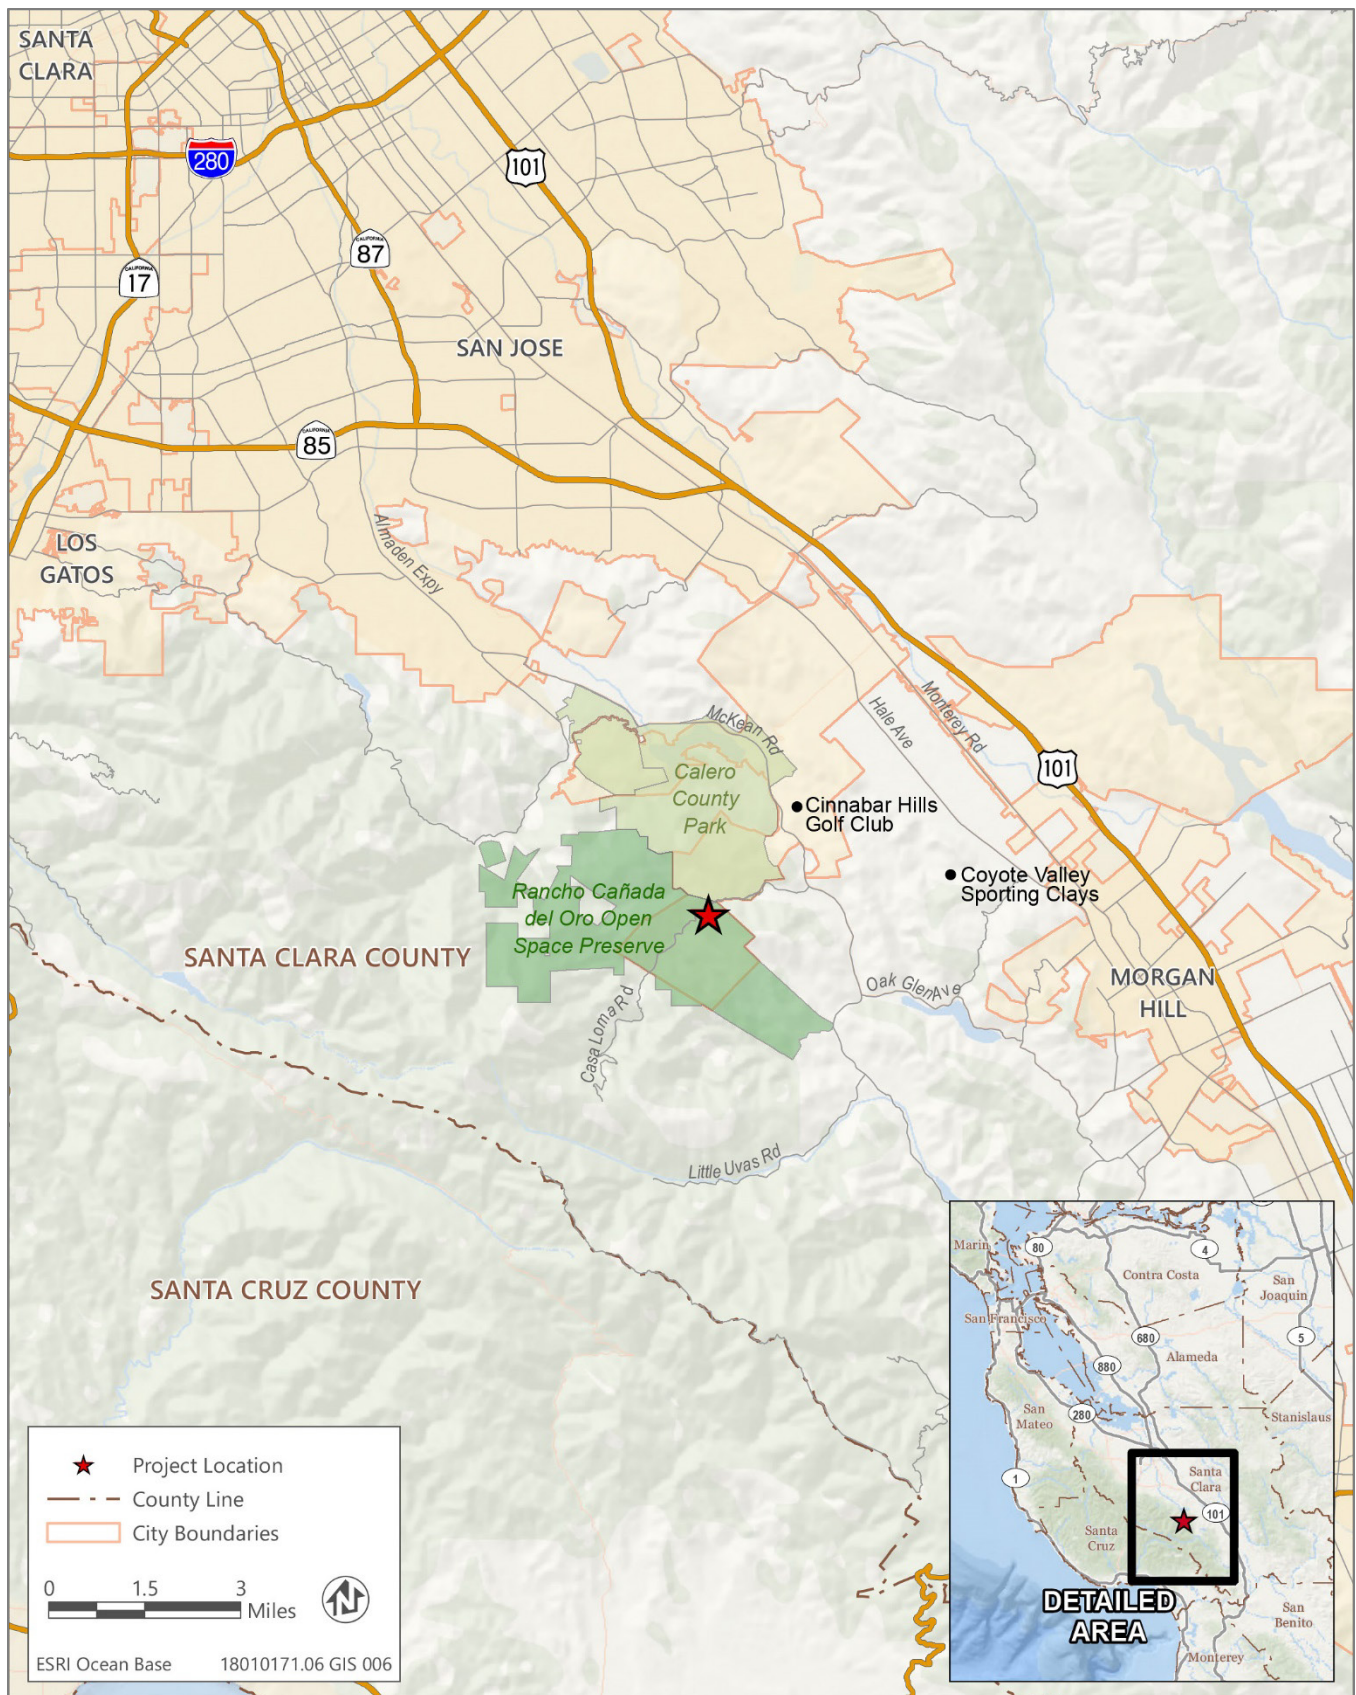 SANTA
CLARA
280
101
CALIFORNIA
87
CALIFORNIA
17
SAN JOSE
CALIFORNIA
85
Almaden Expy
LOS
GATOS
McKean Rd
Hale Ave
Monterey Rd
101
Calero
County
Park
Cinnabar Hills
Golf Club
Coyote Valley
Sporting Clays
Rancho Cañada
del Oro Open
Space Preserve
SANTA CLARA COUNTY
MORGAN
HILL
Oak Glen Ave
Casa Loma Rd
Little Uvas Rd
SANTA CRUZ COUNTY
Marin
80
4
Contra Costa
San
Joaquin
San Francisco
680
5
880
Alameda
San
Mateo
280
Stanislaus
1
Santa
Clara
101
Santa
Cruz
DETAILED
AREA
San
Benito
Monterey
Project Location
County Line
City Boundaries
0 1.5 3
Miles
N
ESRI Ocean Base 18010171.06 GIS 006